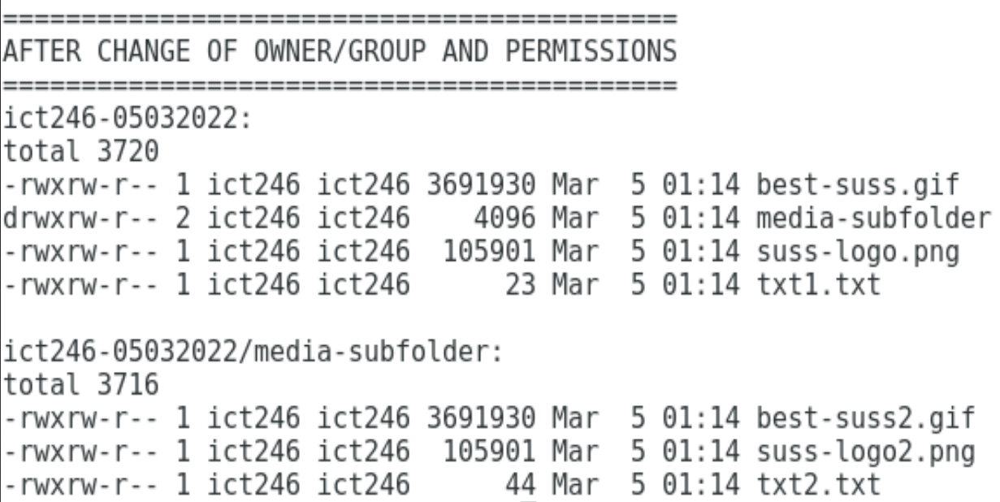 ===========================================
AFTER CHANGE OF OWNER/GROUP AND PERMISSIONS
===========================================
ict246-05032022:
total 3720
-rwxrw-r-- 1 ict246 ict246 3691930 Mar  5 01:14 best-suss.gif
drwxrw-r-- 2 ict246 ict246    4096 Mar  5 01:14 media-subfolder
-rwxrw-r-- 1 ict246 ict246  105901 Mar  5 01:14 suss-logo.png
-rwxrw-r-- 1 ict246 ict246      23 Mar  5 01:14 txt1.txt

ict246-05032022/media-subfolder:
total 3716
-rwxrw-r-- 1 ict246 ict246 3691930 Mar  5 01:14 best-suss2.gif
-rwxrw-r-- 1 ict246 ict246  105901 Mar  5 01:14 suss-logo2.png
-rwxrw-r-- 1 ict246 ict246      44 Mar  5 01:14 txt2.txt